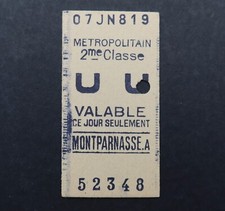 07JN819
METROPOLITAIN
2me Classe
U U
VALABLE
CE JOUR SEULEMENT
MONTPARNASSE.A
52348